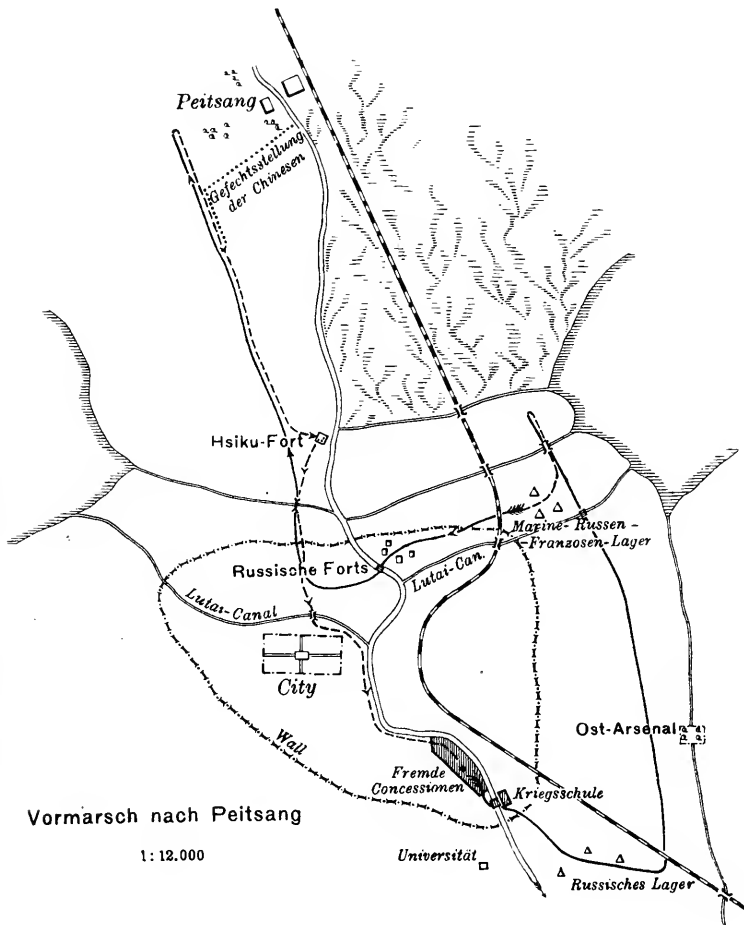 Peitsang
Gefechtsstellung
der Chinesen
Hsiku-Fort
Marine-Russen-
-Franzosen-Lager
Russische Forts
Lutai-Can.
Lutai-Canal
City
Wall
Ost-Arsenal
Fremde
Concessionen
Kriegsschule
Vormarsch nach Peitsang
1:12.000
Universität
Russisches Lager